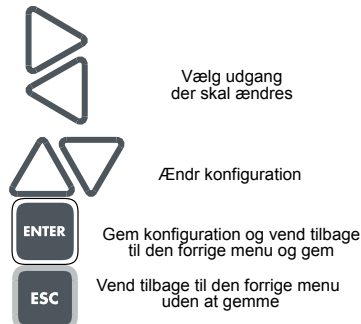 Vælg udgang
der skal ændres
Ændr konfiguration
ENTER
Gem konfiguration og vend tilbage
til den forrige menu og gem
ESC
Vend tilbage til den forrige menu
uden at gemme